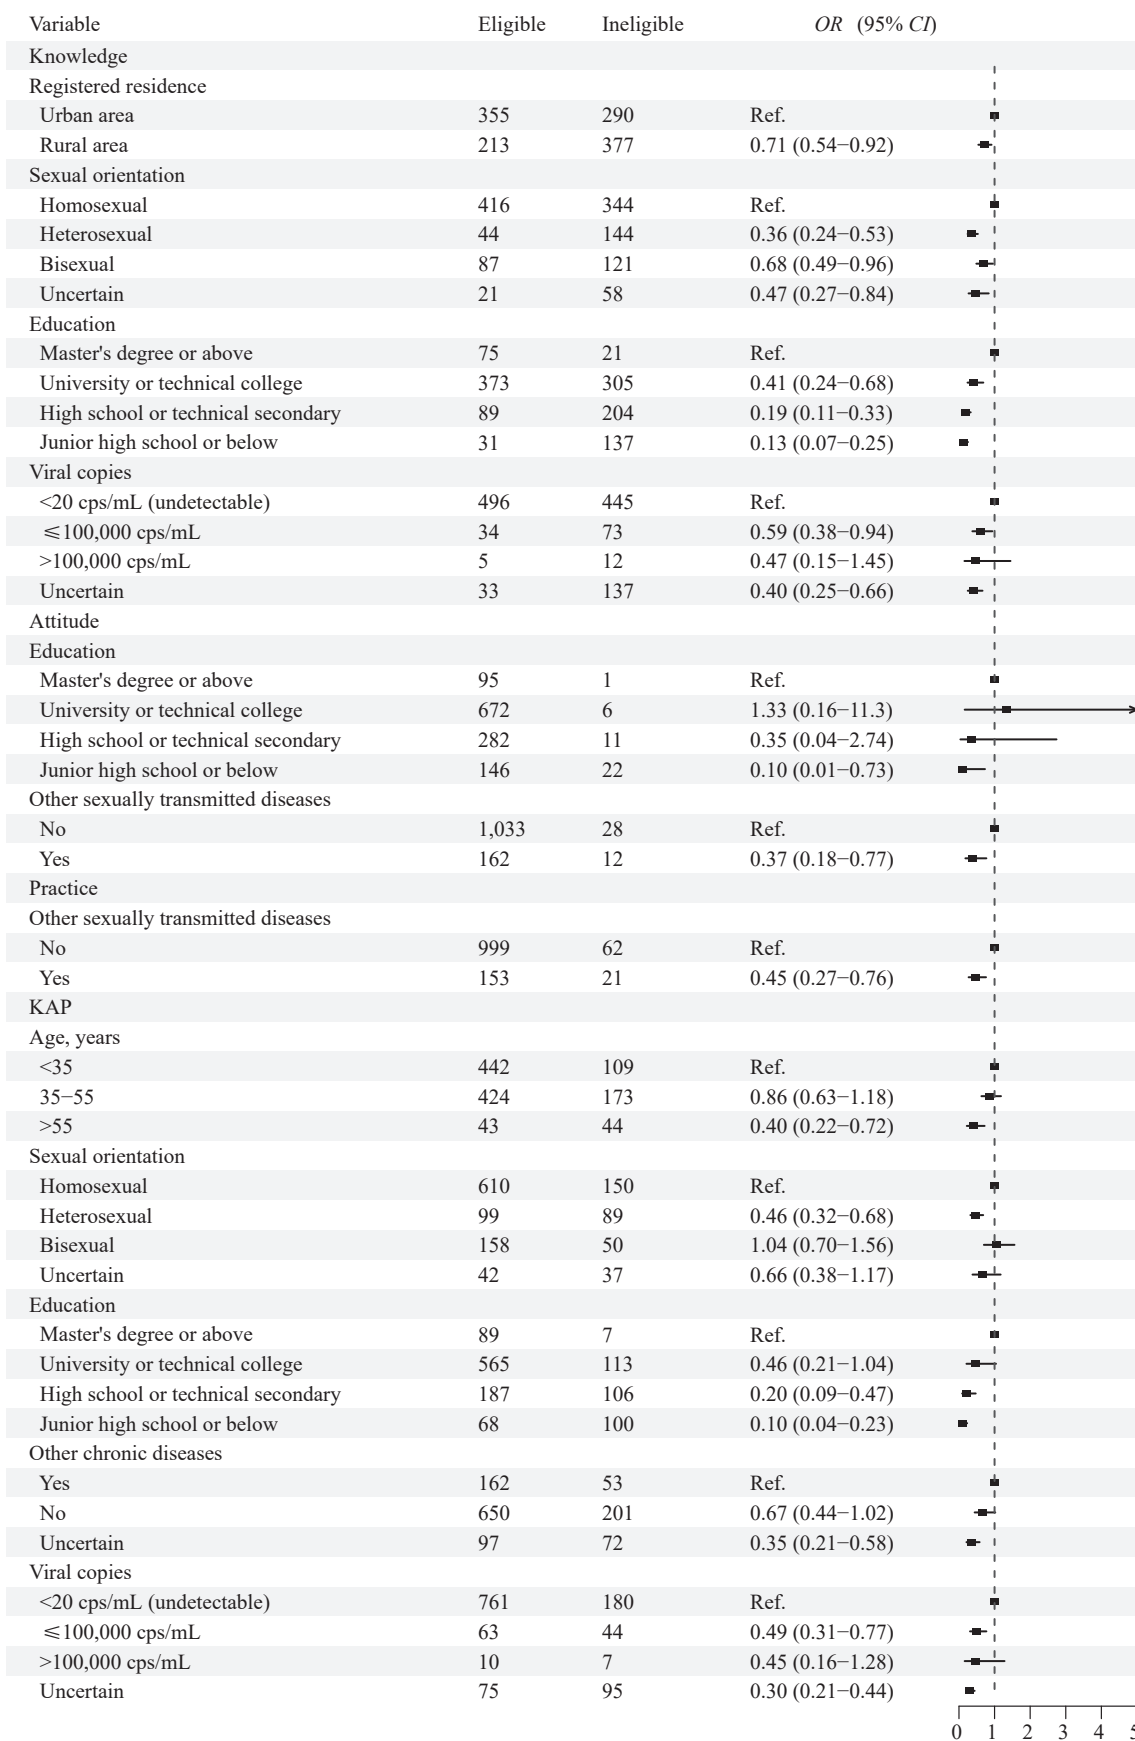 Variable Eligible Ineligible OR (95% CI)
Knowledge
Registered residence
Urban area 355 290 Ref.
Rural area 213 377 0.71 (0.54−0.92)
Sexual orientation
Homosexual 416 344 Ref.
Heterosexual 44 144 0.36 (0.24−0.53)
Bisexual 87 121 0.68 (0.49−0.96)
Uncertain 21 58 0.47 (0.27−0.84)
Education
Master's degree or above 75 21 Ref.
University or technical college 373 305 0.41 (0.24−0.68)
High school or technical secondary 89 204 0.19 (0.11−0.33)
Junior high school or below 31 137 0.13 (0.07−0.25)
Viral copies
<20 cps/mL (undetectable) 496 445 Ref.
≤100,000 cps/mL 34 73 0.59 (0.38−0.94)
>100,000 cps/mL 5 12 0.47 (0.15−1.45)
Uncertain 33 137 0.40 (0.25−0.66)
Attitude
Education
Master's degree or above 95 1 Ref.
University or technical college 672 6 1.33 (0.16−11.3)
High school or technical secondary 282 11 0.35 (0.04−2.74)
Junior high school or below 146 22 0.10 (0.01−0.73)
Other sexually transmitted diseases
No 1,033 28 Ref.
Yes 162 12 0.37 (0.18−0.77)
Practice
Other sexually transmitted diseases
No 999 62 Ref.
Yes 153 21 0.45 (0.27−0.76)
KAP
Age, years
<35 442 109 Ref.
35−55 424 173 0.86 (0.63−1.18)
>55 43 44 0.40 (0.22−0.72)
Sexual orientation
Homosexual 610 150 Ref.
Heterosexual 99 89 0.46 (0.32−0.68)
Bisexual 158 50 1.04 (0.70−1.56)
Uncertain 42 37 0.66 (0.38−1.17)
Education
Master's degree or above 89 7 Ref.
University or technical college 565 113 0.46 (0.21−1.04)
High school or technical secondary 187 106 0.20 (0.09−0.47)
Junior high school or below 68 100 0.10 (0.04−0.23)
Other chronic diseases
Yes 162 53 Ref.
No 650 201 0.67 (0.44−1.02)
Uncertain 97 72 0.35 (0.21−0.58)
Viral copies
<20 cps/mL (undetectable) 761 180 Ref.
≤100,000 cps/mL 63 44 0.49 (0.31−0.77)
>100,000 cps/mL 10 7 0.45 (0.16−1.28)
Uncertain 75 95 0.30 (0.21−0.44)
0 1 2 3 4 5